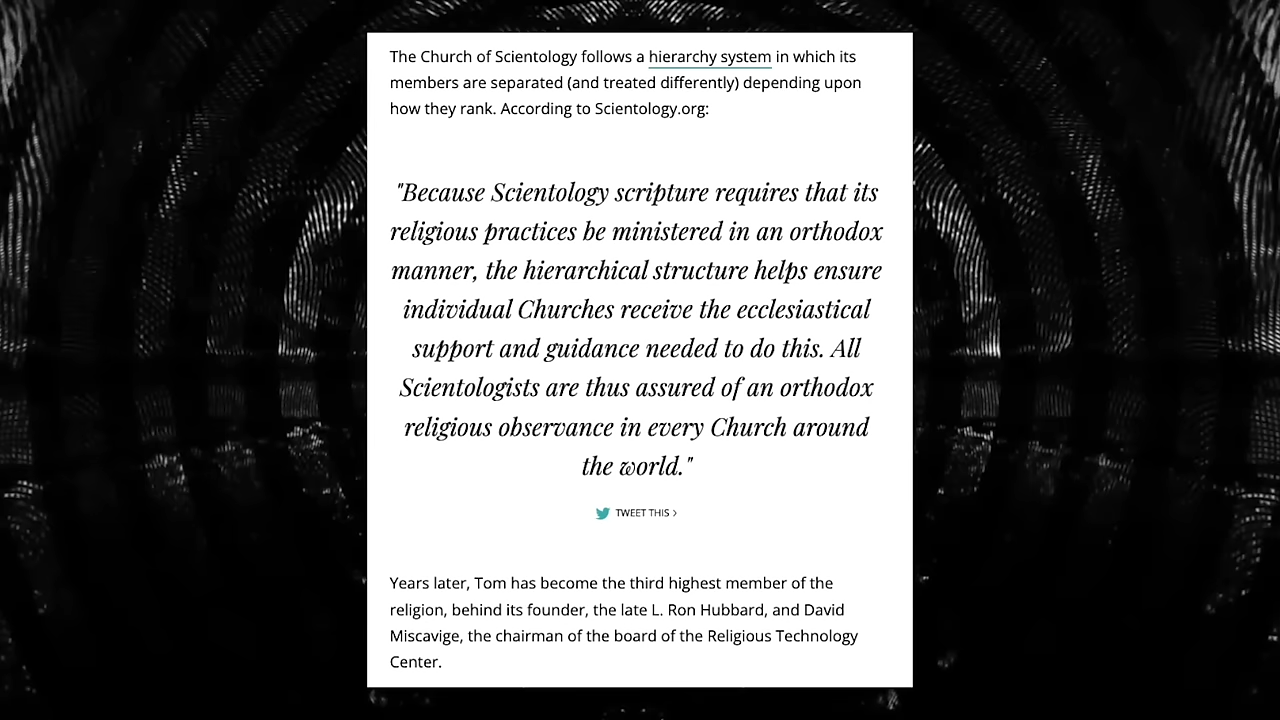 The Church of Scientology follows a hierarchy system in which its
members are separated (and treated differently) depending upon
how they rank. According to Scientology.org:
"Because Scientology scripture requires that its
religious practices be ministered in an orthodox
manner, the hierarchical structure helps ensure
individual Churches receive the ecclesiastical
support and guidance needed to do this. All
Scientologists are thus assured of an orthodox
religious observance in every Church around
the world."
TWEET THIS ›
Years later, Tom has become the third highest member of the
religion, behind its founder, the late L. Ron Hubbard, and David
Miscavige, the chairman of the board of the Religious Technology
Center.